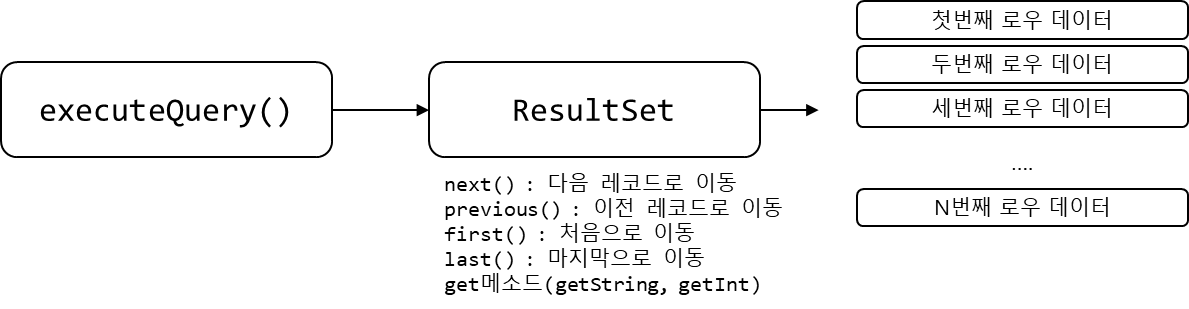 executeQuery()
ResultSet
next() : 다음 레코드로 이동
previous() : 이전 레코드로 이동
first() : 처음으로 이동
last() : 마지막으로 이동
get메소드(getString, getInt)
첫번째 로우 데이터
두번째 로우 데이터
세번째 로우 데이터
....
N번째 로우 데이터